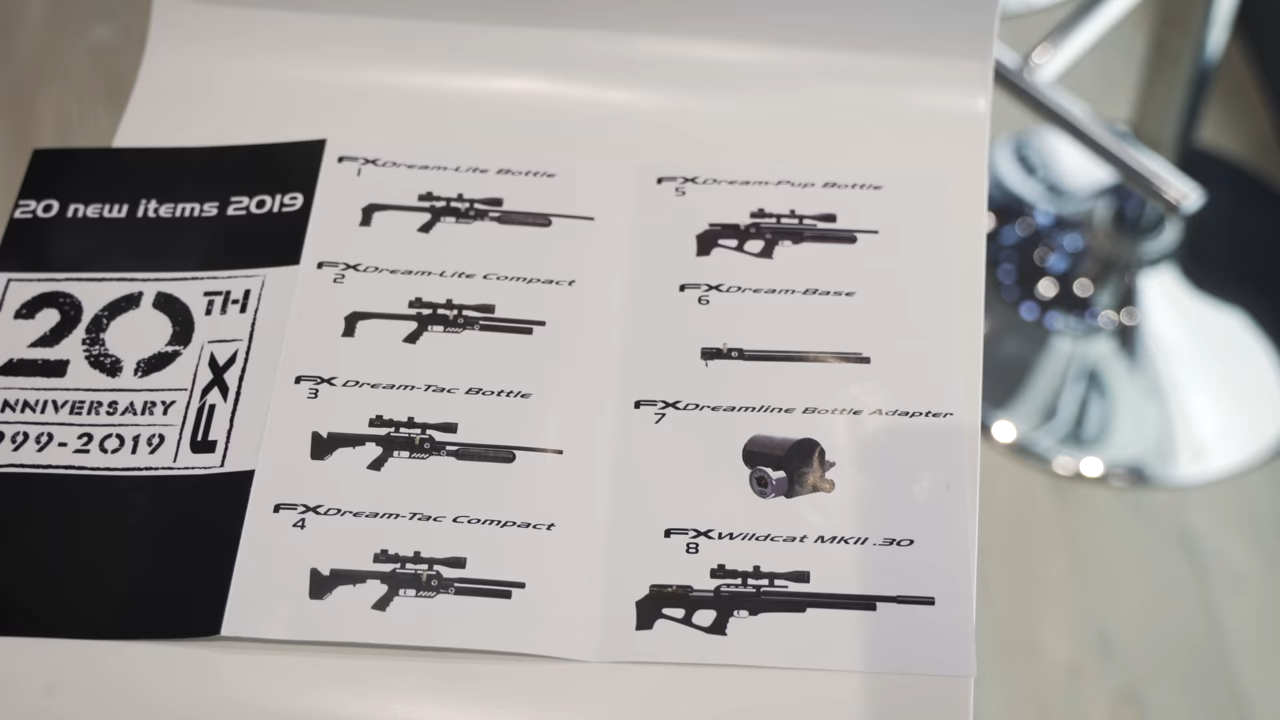 20 new items 2019
20TH
NNIVERSARY
999-2019
FX
FX Dream-Lite Bottle
1
FX Dream-Lite Compact
2
FX Dream-Tac Bottle
3
FX Dream-Tac Compact
4
FX Dream-Pup Bottle
5
FX Dream-Base
6
FX Dreamline Bottle Adapter
7
FX Wildcat MKII .30
8